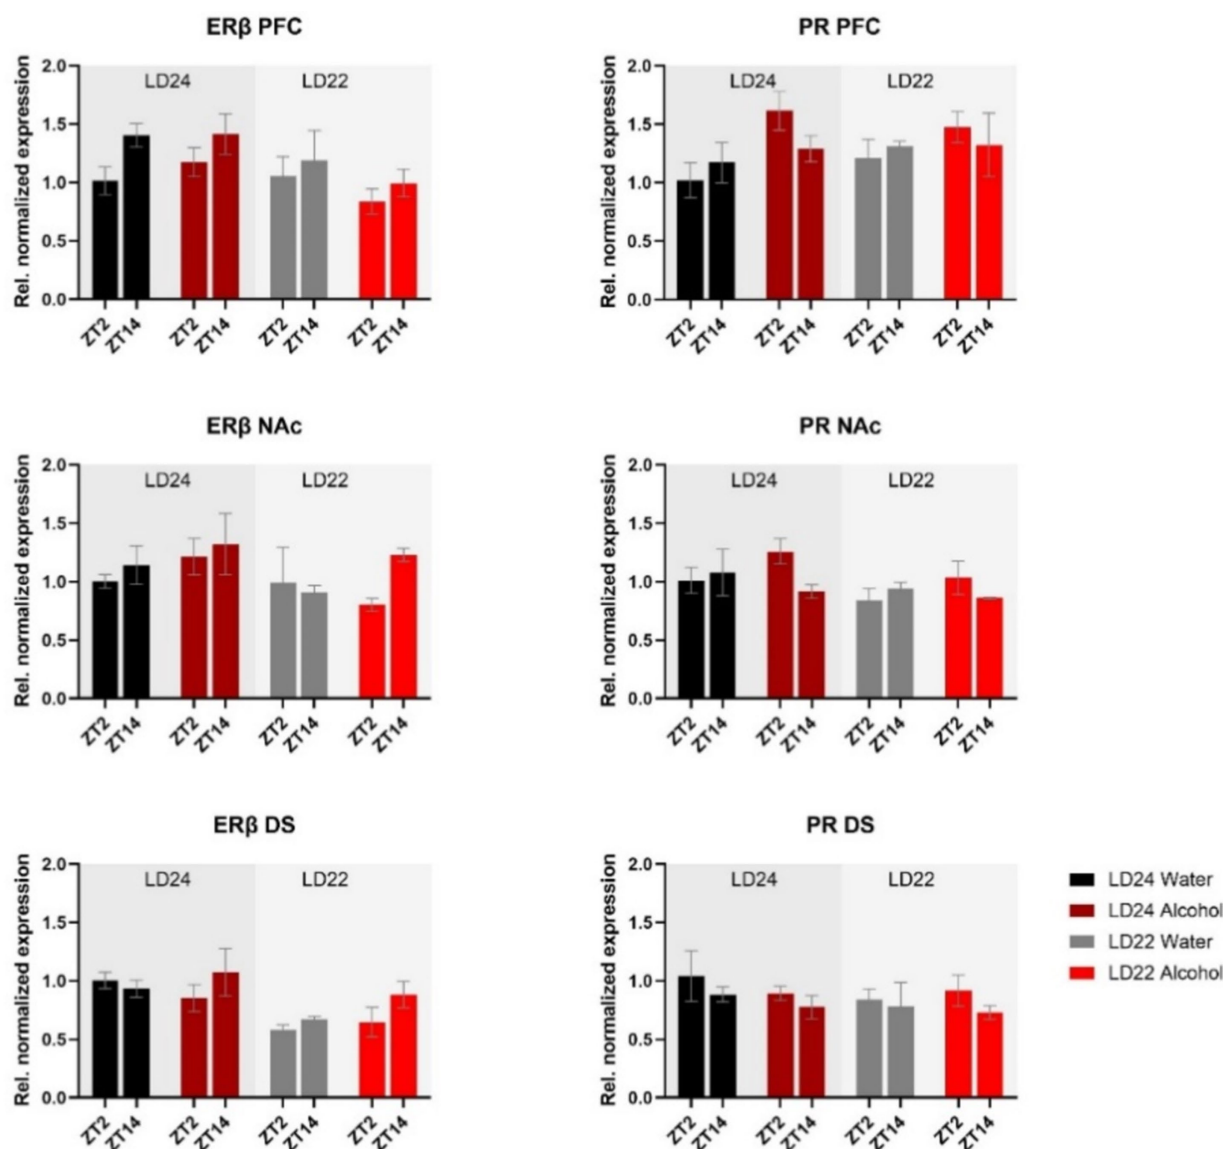 ERβ PFC
Rel. normalized expression
2.0
1.5
1.0
0.5
0.0
LD24
LD22
ZT2
ZT14
ZT2
ZT14
ZT2
ZT14
ZT2
ZT14
PR PFC
Rel. normalized expression
2.0
1.5
1.0
0.5
0.0
LD24
LD22
ZT2
ZT14
ZT2
ZT14
ZT2
ZT14
ZT2
ZT14
ERβ NAc
Rel. normalized expression
2.0
1.5
1.0
0.5
0.0
LD24
LD22
ZT2
ZT14
ZT2
ZT14
ZT2
ZT14
ZT2
ZT14
PR NAc
Rel. normalized expression
2.0
1.5
1.0
0.5
0.0
LD24
LD22
ZT2
ZT14
ZT2
ZT14
ZT2
ZT14
ZT2
ZT14
ERβ DS
Rel. normalized expression
2.0
1.5
1.0
0.5
0.0
LD24
LD22
ZT2
ZT14
ZT2
ZT14
ZT2
ZT14
ZT2
ZT14
PR DS
Rel. normalized expression
2.0
1.5
1.0
0.5
0.0
LD24
LD22
ZT2
ZT14
ZT2
ZT14
ZT2
ZT14
ZT2
ZT14
LD24 Water
LD24 Alcohol
LD22 Water
LD22 Alcohol